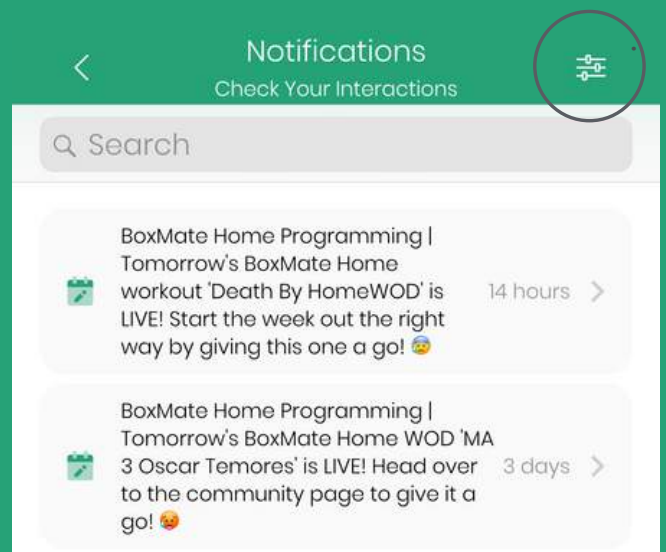 Notifications
Check Your Interactions
Search
BoxMate Home Programming |
Tomorrow's BoxMate Home
workout 'Death By HomeWOD' is
LIVE! Start the week out the right
way by giving this one a go! 😰
14 hours
BoxMate Home Programming |
Tomorrow's BoxMate Home WOD 'MA
3 Oscar Temores' is LIVE! Head over
to the community page to give it a
go! 🥵
3 days